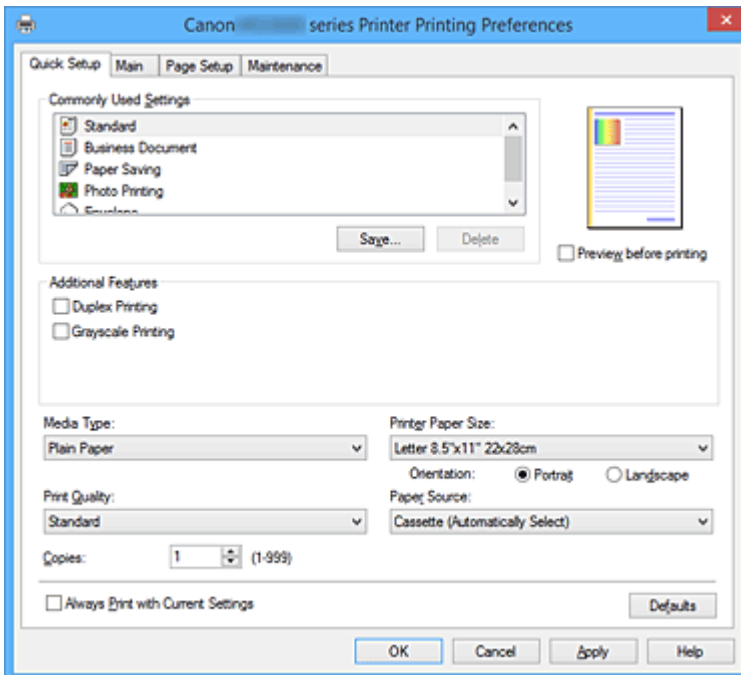 Canon series Printer Printing Preferences
Quick Setup Main Page Setup Maintenance
Commonly Used Settings
Standard
Business Document
Paper Saving
Photo Printing
Envelope
Save... Delete
Preview before printing
Additional Features
Duplex Printing
Grayscale Printing
Media Type: Printer Paper Size:
Plain Paper Letter 8.5"x11" 22x28cm
Orientation: Portrait Landscape
Print Quality: Paper Source:
Standard Cassette (Automatically Select)
Copies: 1 (1-999)
Always Print with Current Settings Defaults
OK Cancel Apply Help